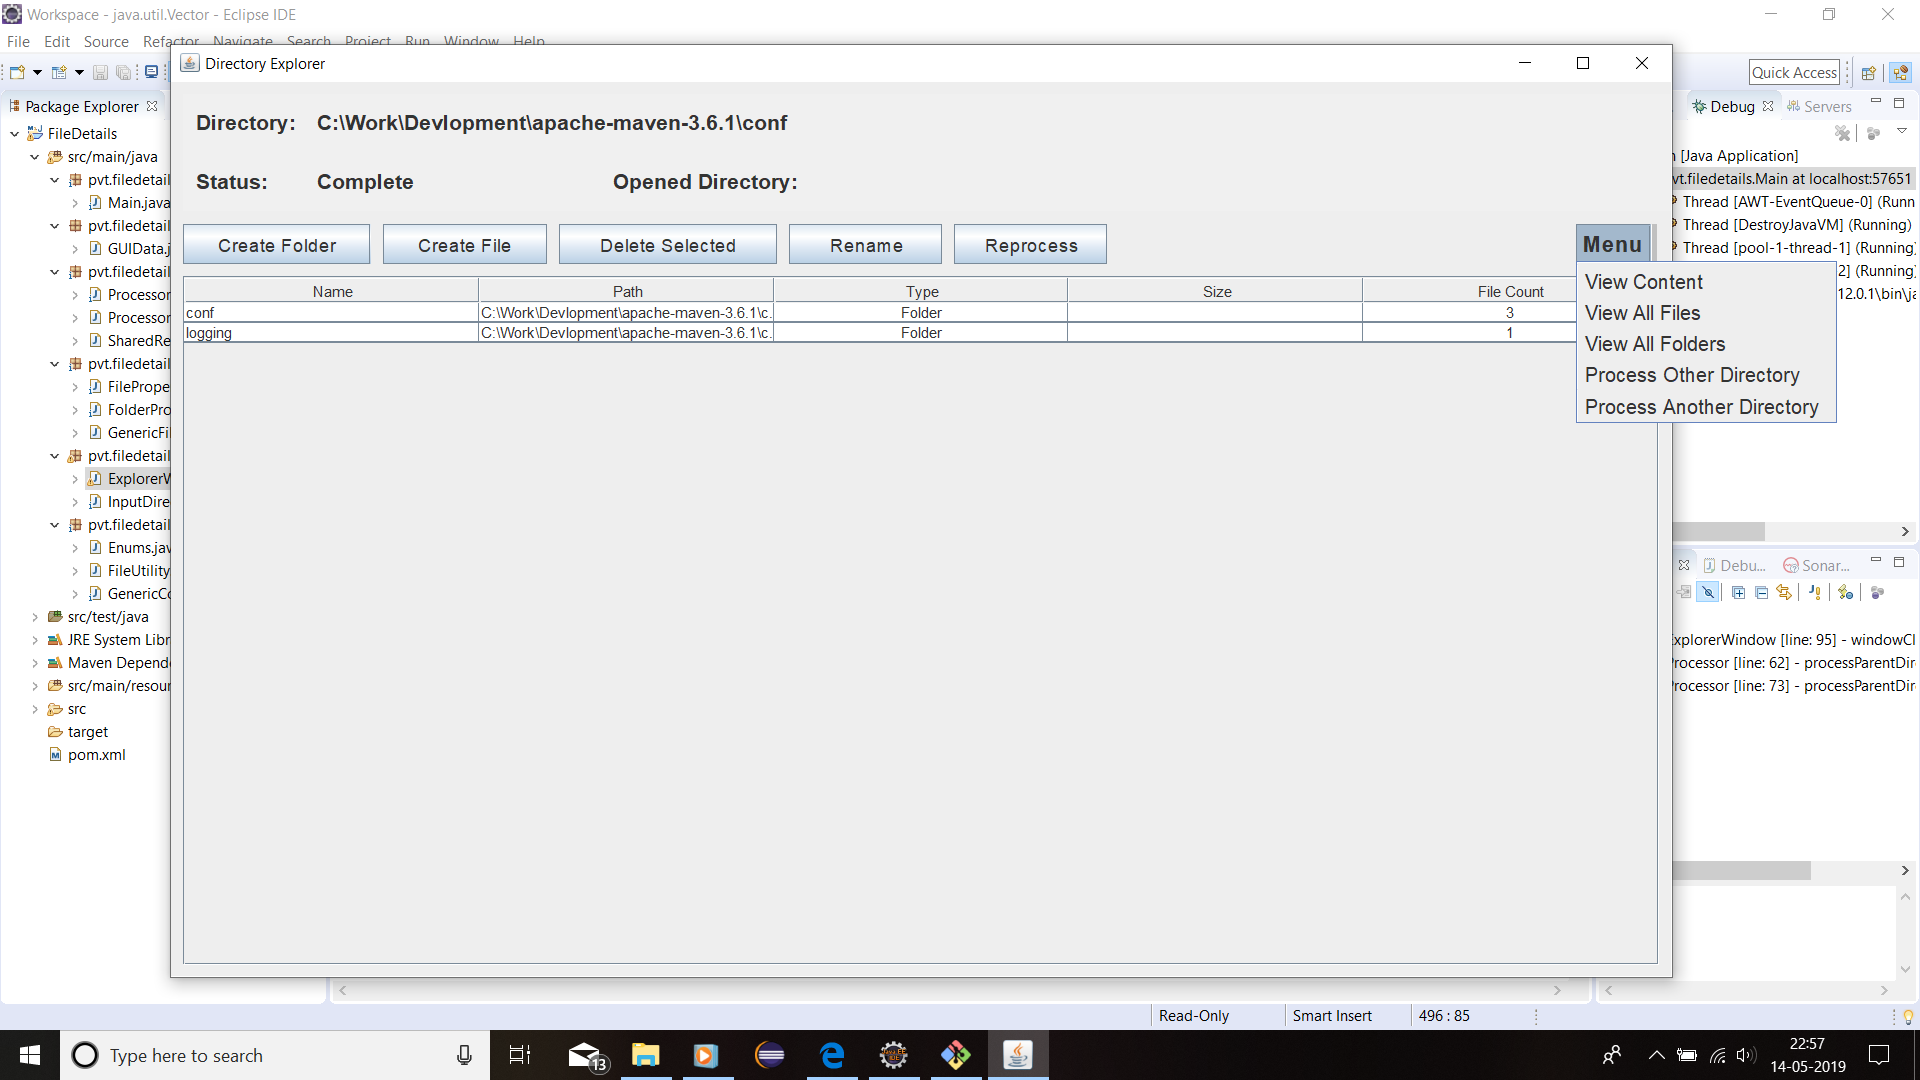 Workspace - java.util.Vector - Eclipse IDE
File Edit Source Refactor Navigate Search Project Run Window Help
Directory Explorer
Quick Access
Package Explorer
FileDetails
src/main/java
pvt.filedetail
Main.java
pvt.filedetail
GUIData.j
pvt.filedetail
Processor
Processor
SharedRe
pvt.filedetail
FilePrope
FolderPro
GenericFil
pvt.filedetail
ExplorerW
InputDire
pvt.filedetail
Enums.jav
FileUtility
GenericCo
src/test/java
JRE System Libr
Maven Depend
src/main/resour
src
target
pom.xml
Directory: C:\Work\Devlopment\apache-maven-3.6.1\conf
Status: Complete Opened Directory:
Create Folder Create File Delete Selected Rename Reprocess Menu
Name Path Type Size File Count
conf C:\Work\Devlopment\apache-maven-3.6.1\c. Folder 3
logging C:\Work\Devlopment\apache-maven-3.6.1\c. Folder 1
View Content
View All Files
View All Folders
Process Other Directory
Process Another Directory
Debug Servers
[Java Application]
vt.filedetails.Main at localhost:57651
Thread [AWT-EventQueue-0] (Runn
Thread [DestroyJavaVM] (Running)
Thread [pool-1-thread-1] (Running)
2] (Running)
12.0.1\bin\ja
Debu... Sonar...
ExplorerWindow [line: 95] - windowCl
Processor [line: 62] - processParentDir
Processor [line: 73] - processParentDir
Read-Only Smart Insert 496 : 85
Type here to search
13
22:57
14-05-2019